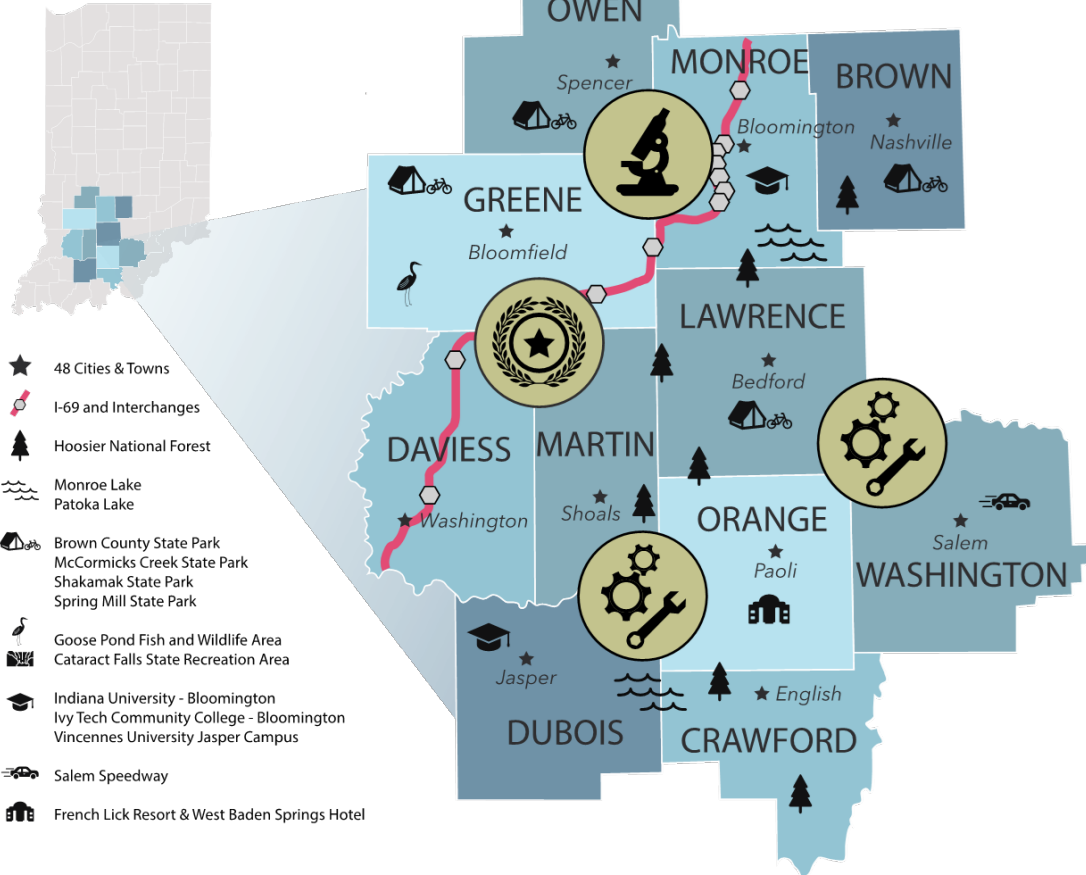 OWEN
Spencer
MONROE
Bloomington
BROWN
Nashville
GREENE
Bloomfield
LAWRENCE
Bedford
DAVIESS
Washington
MARTIN
Shoals
ORANGE
Paoli
Salem
WASHINGTON
Jasper
DUBOIS
English
CRAWFORD
48 Cities & Towns
I-69 and Interchanges
Hoosier National Forest
Monroe Lake
Patoka Lake
Brown County State Park
McCormicks Creek State Park
Shakamak State Park
Spring Mill State Park
Goose Pond Fish and Wildlife Area
Cataract Falls State Recreation Area
Indiana University - Bloomington
Ivy Tech Community College - Bloomington
Vincennes University Jasper Campus
Salem Speedway
French Lick Resort & West Baden Springs Hotel